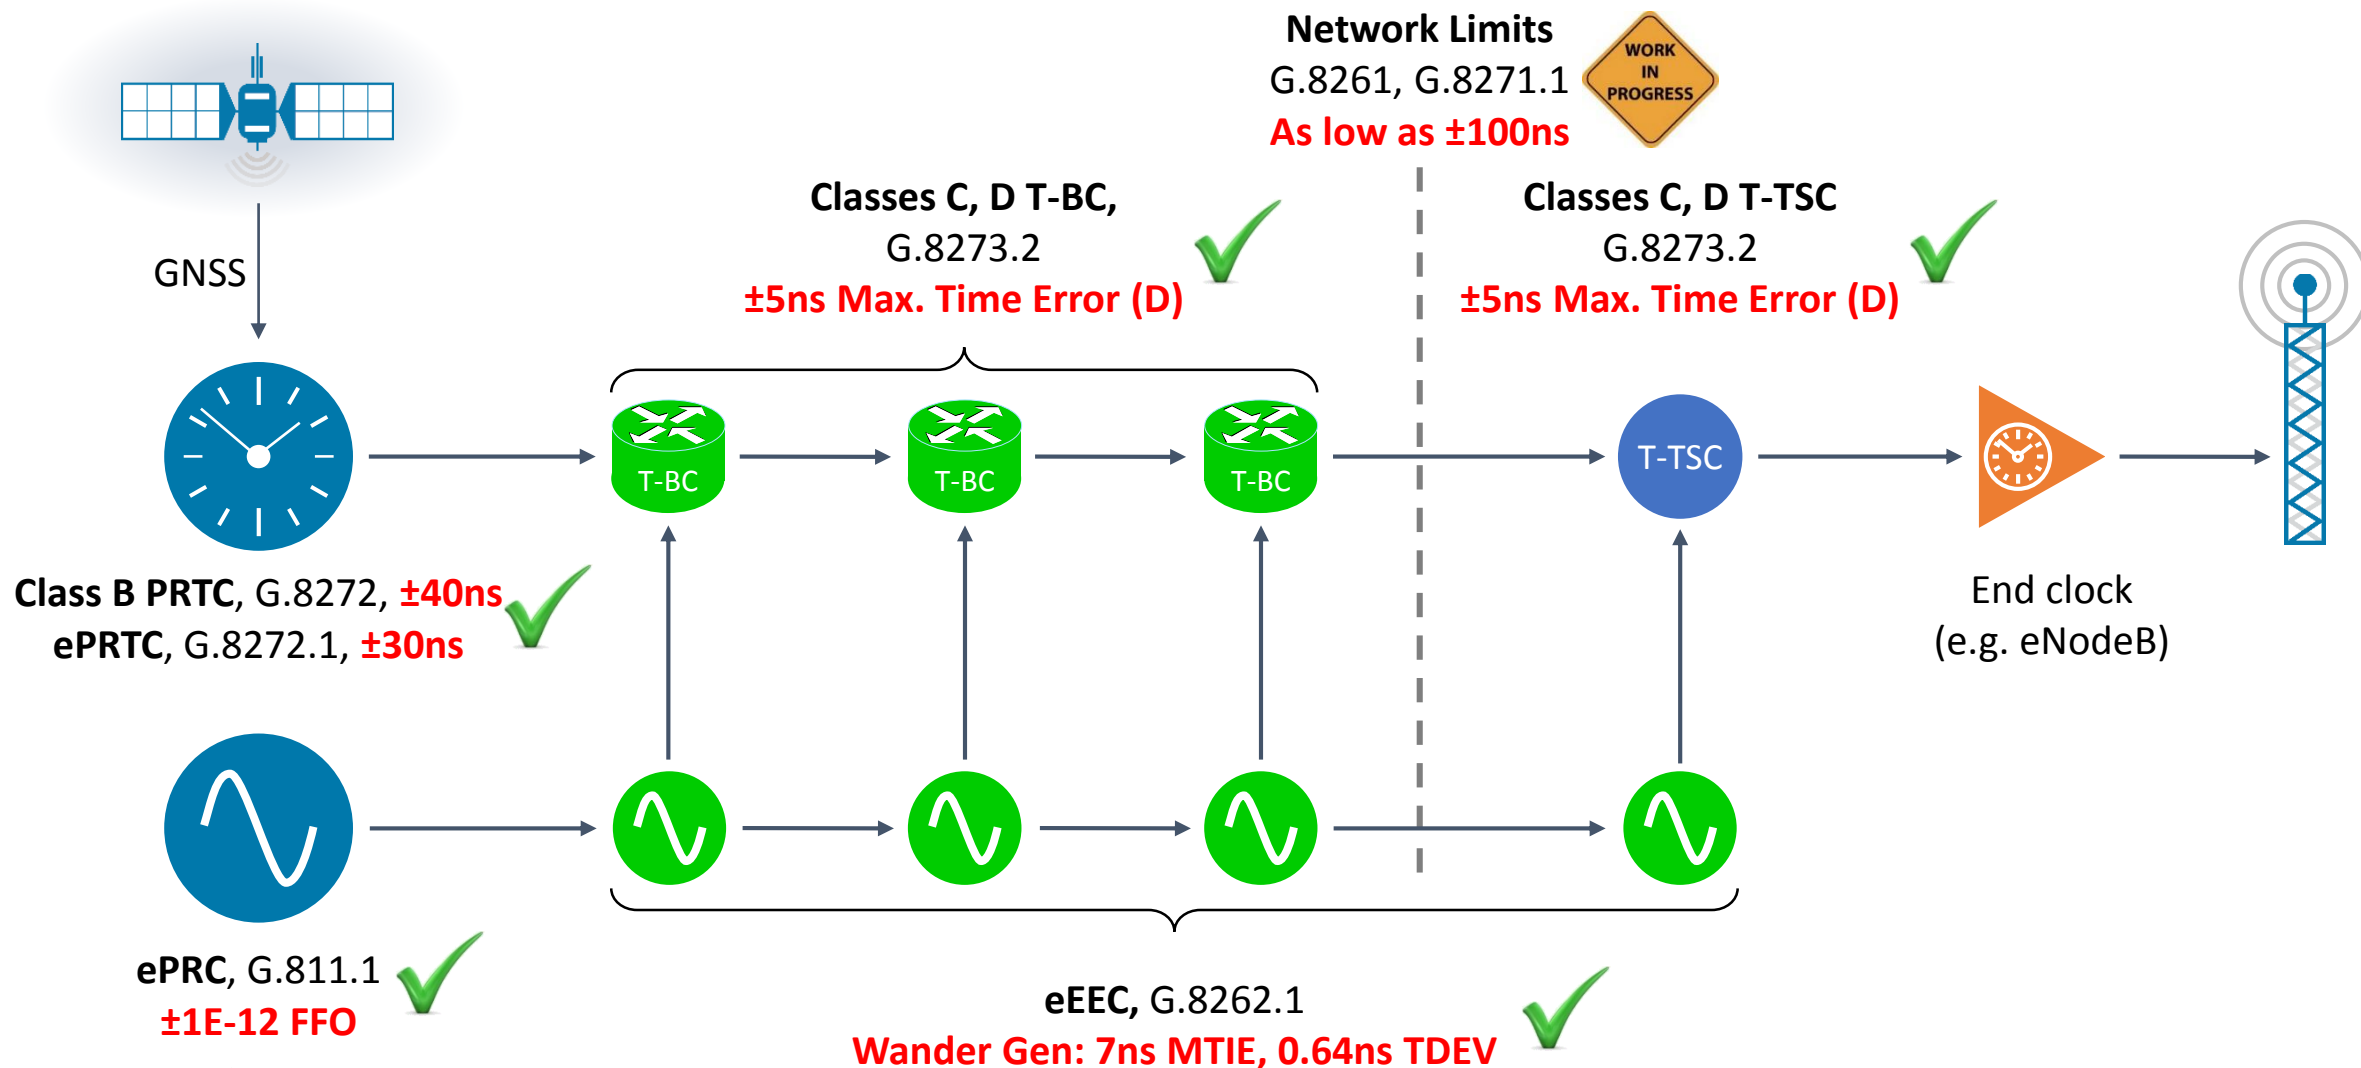 Network Limits
G.8261, G.8271.1
As low as ±100ns
WORK
IN
PROGRESS
Classes C, D T-BC,
G.8273.2
±5ns Max. Time Error (D)
Classes C, D T-TSC
G.8273.2
±5ns Max. Time Error (D)
GNSS
T-BC
T-BC
T-BC
T-TSC
Class B PRTC, G.8272, ±40ns
ePRTC, G.8272.1, ±30ns
End clock
(e.g. eNodeB)
ePRC, G.811.1
±1E-12 FFO
eEEC, G.8262.1
Wander Gen: 7ns MTIE, 0.64ns TDEV